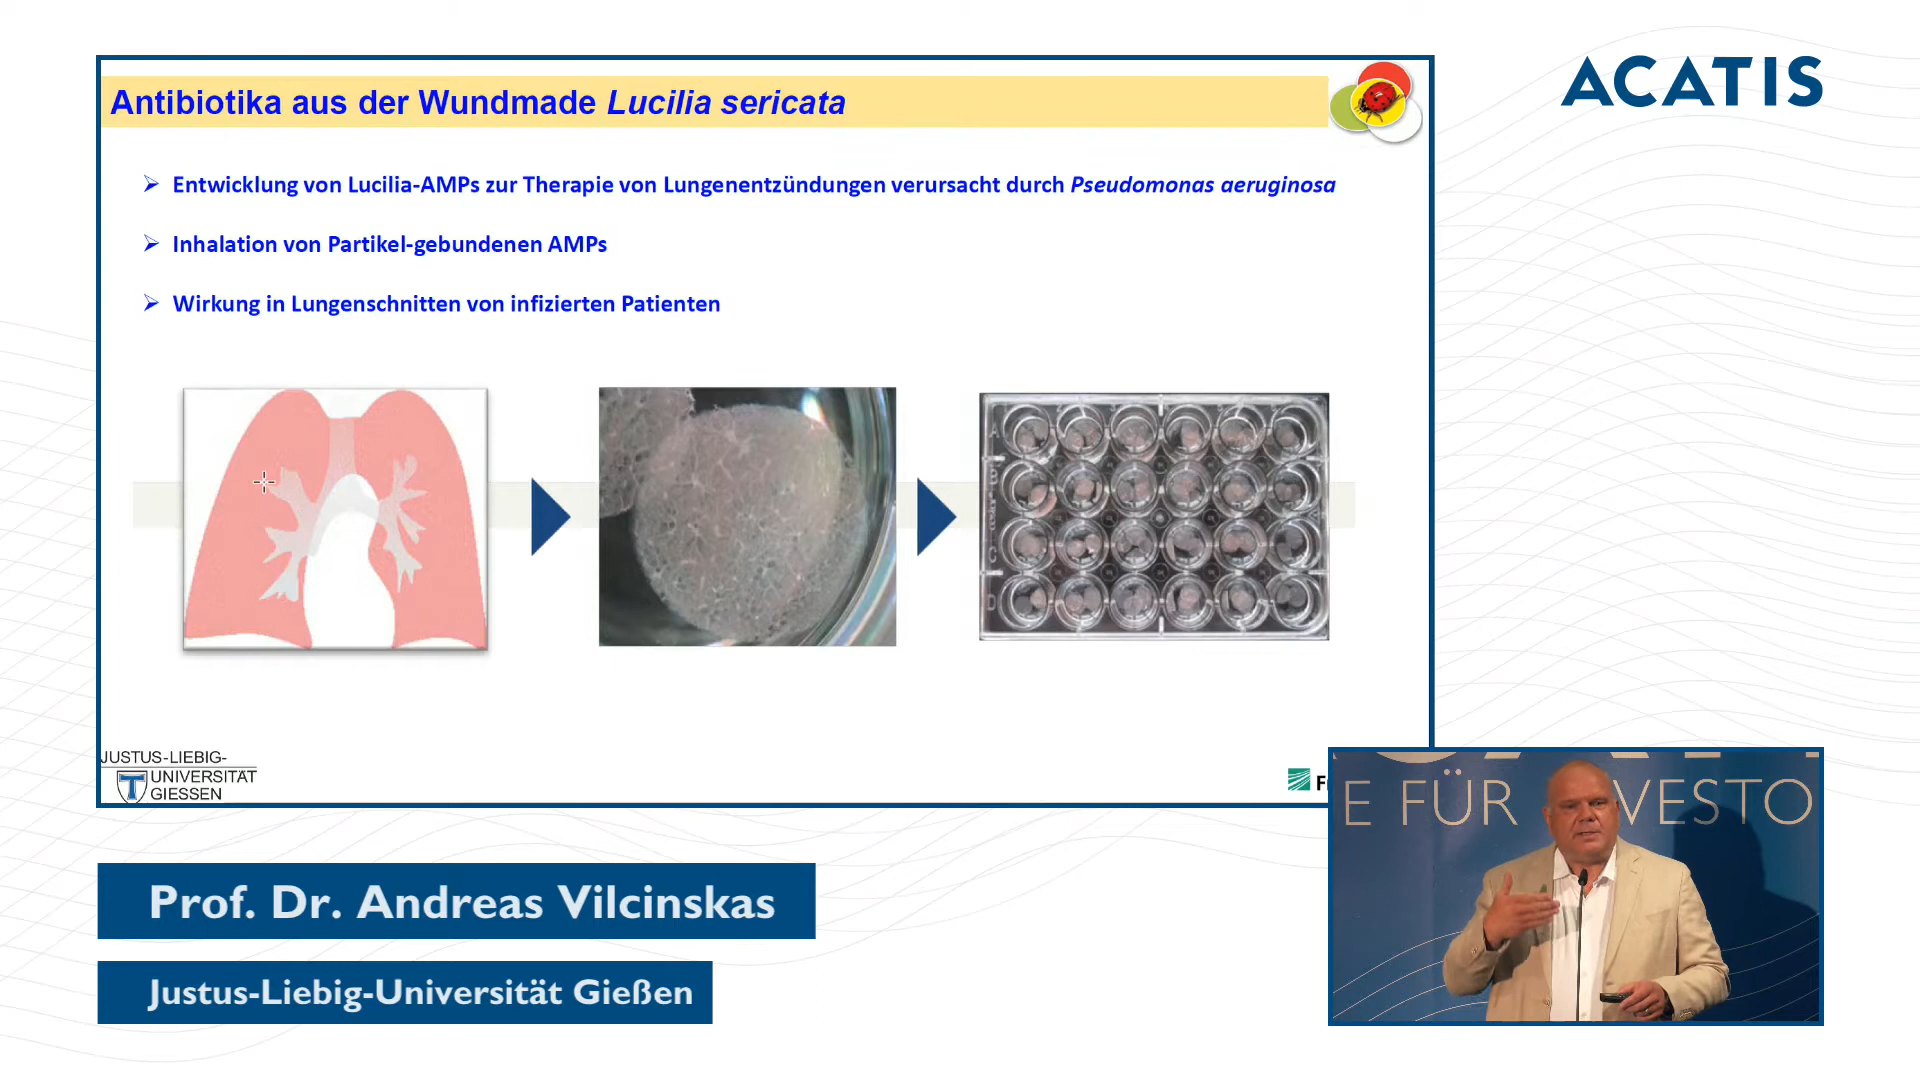 ACATIS
Antibiotika aus der Wundmade Lucilia sericata
Entwicklung von Lucilia-AMPs zur Therapie von Lungenentzündungen verursacht durch Pseudomonas aeruginosa
Inhalation von Partikel-gebundenen AMPs
Wirkung in Lungenschnitten von infizierten Patienten
A
B
C
D
JUSTUS-LIEBIG-
UNIVERSITÄT
GIESSEN
E FÜR VESTO
Prof. Dr. Andreas Vilcinskas
Justus-Liebig-Universität Gießen